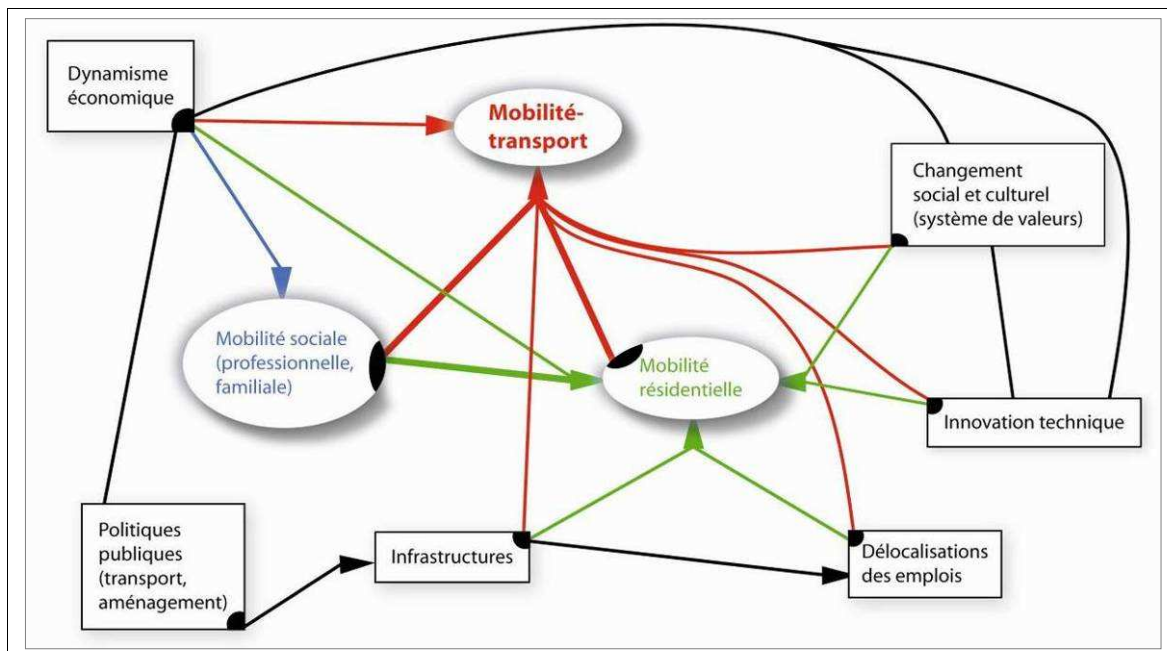 Dynamisme
économique
Mobilité-
transport
Changement
social et culturel
(système de valeurs)
Mobilité sociale
(professionnelle,
familiale)
Mobilité
résidentielle
Innovation technique
Politiques
publiques
(transport,
aménagement)
Infrastructures
Délocalisations
des emplois